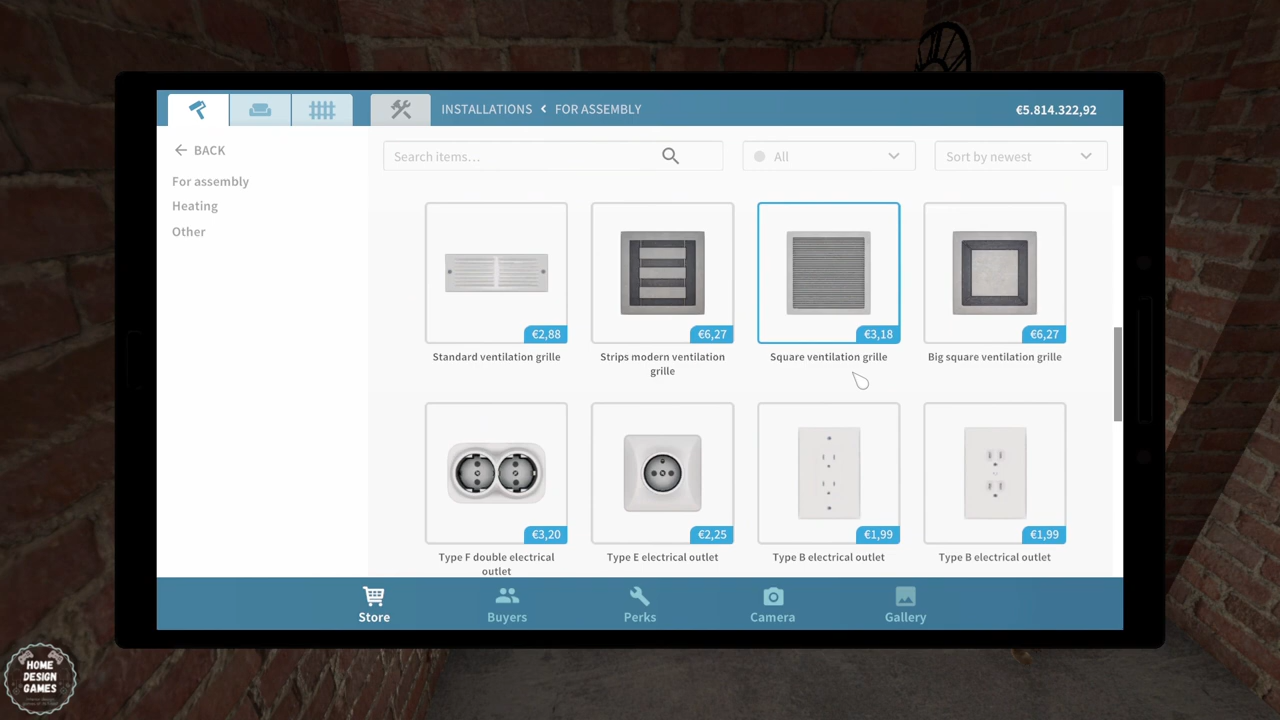 INSTALLATIONS < FOR ASSEMBLY
€5.814.322,92
BACK
Search items...
All
Sort by newest
For assembly
Heating
Other
€2,88
€6,27
€3,18
€6,27
Standard ventilation grille
Strips modern ventilation
grille
Square ventilation grille
Big square ventilation grille
€3,20
€2,25
€1,99
€1,99
Type F double electrical
outlet
Type E electrical outlet
Type B electrical outlet
Type B electrical outlet
Store
Buyers
Perks
Camera
Gallery
HOME
DESIGN
GAMES